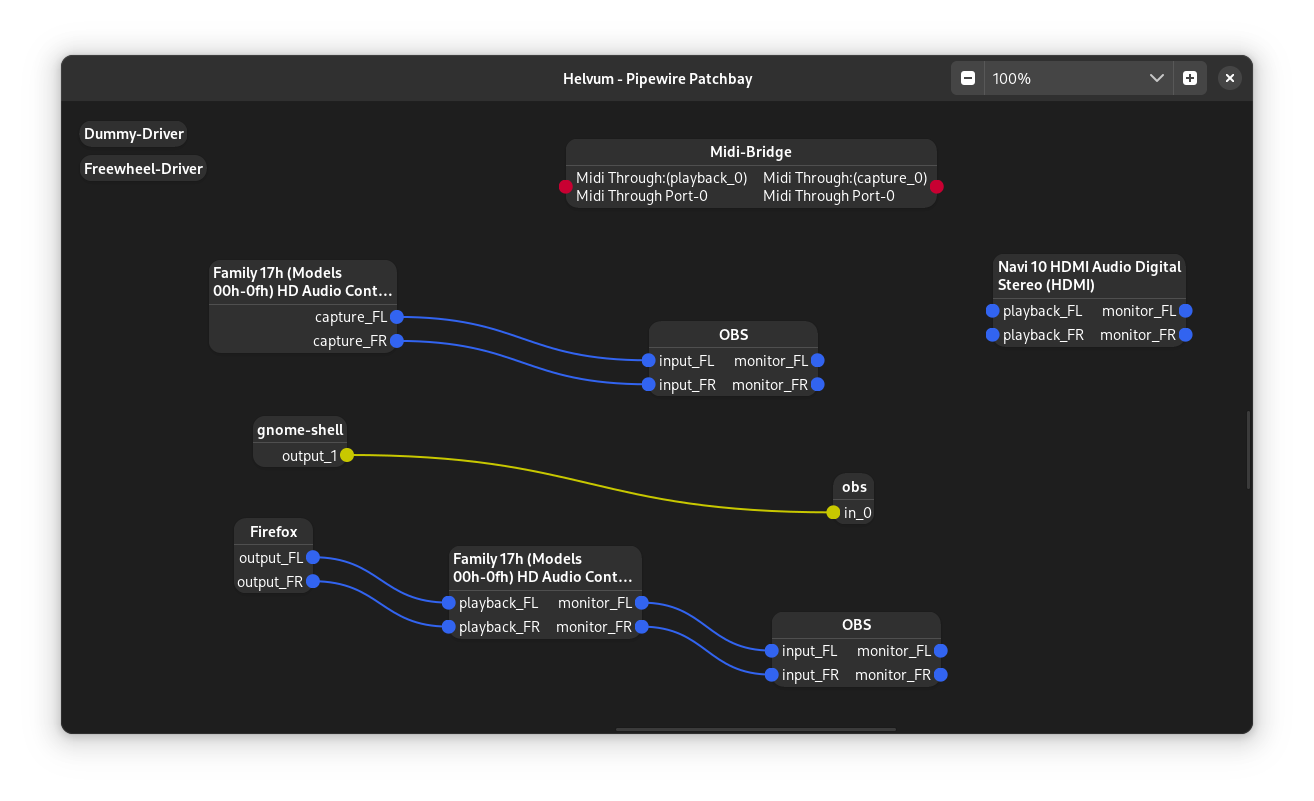 Helvum - Pipewire Patchbay
100%
Dummy-Driver
Freewheel-Driver
Midi-Bridge
Midi Through:(playback_0) Midi Through:(capture_0)
Midi Through Port-0 Midi Through Port-0
Family 17h (Models
00h-0fh) HD Audio Cont...
capture_FL
capture_FR
Navi 10 HDMI Audio Digital
Stereo (HDMI)
playback_FL monitor_FL
playback_FR monitor_FR
OBS
input_FL monitor_FL
input_FR monitor_FR
gnome-shell
output_1
obs
in_0
Firefox
output_FL
output_FR
Family 17h (Models
00h-0fh) HD Audio Cont...
playback_FL monitor_FL
playback_FR monitor_FR
OBS
input_FL monitor_FL
input_FR monitor_FR